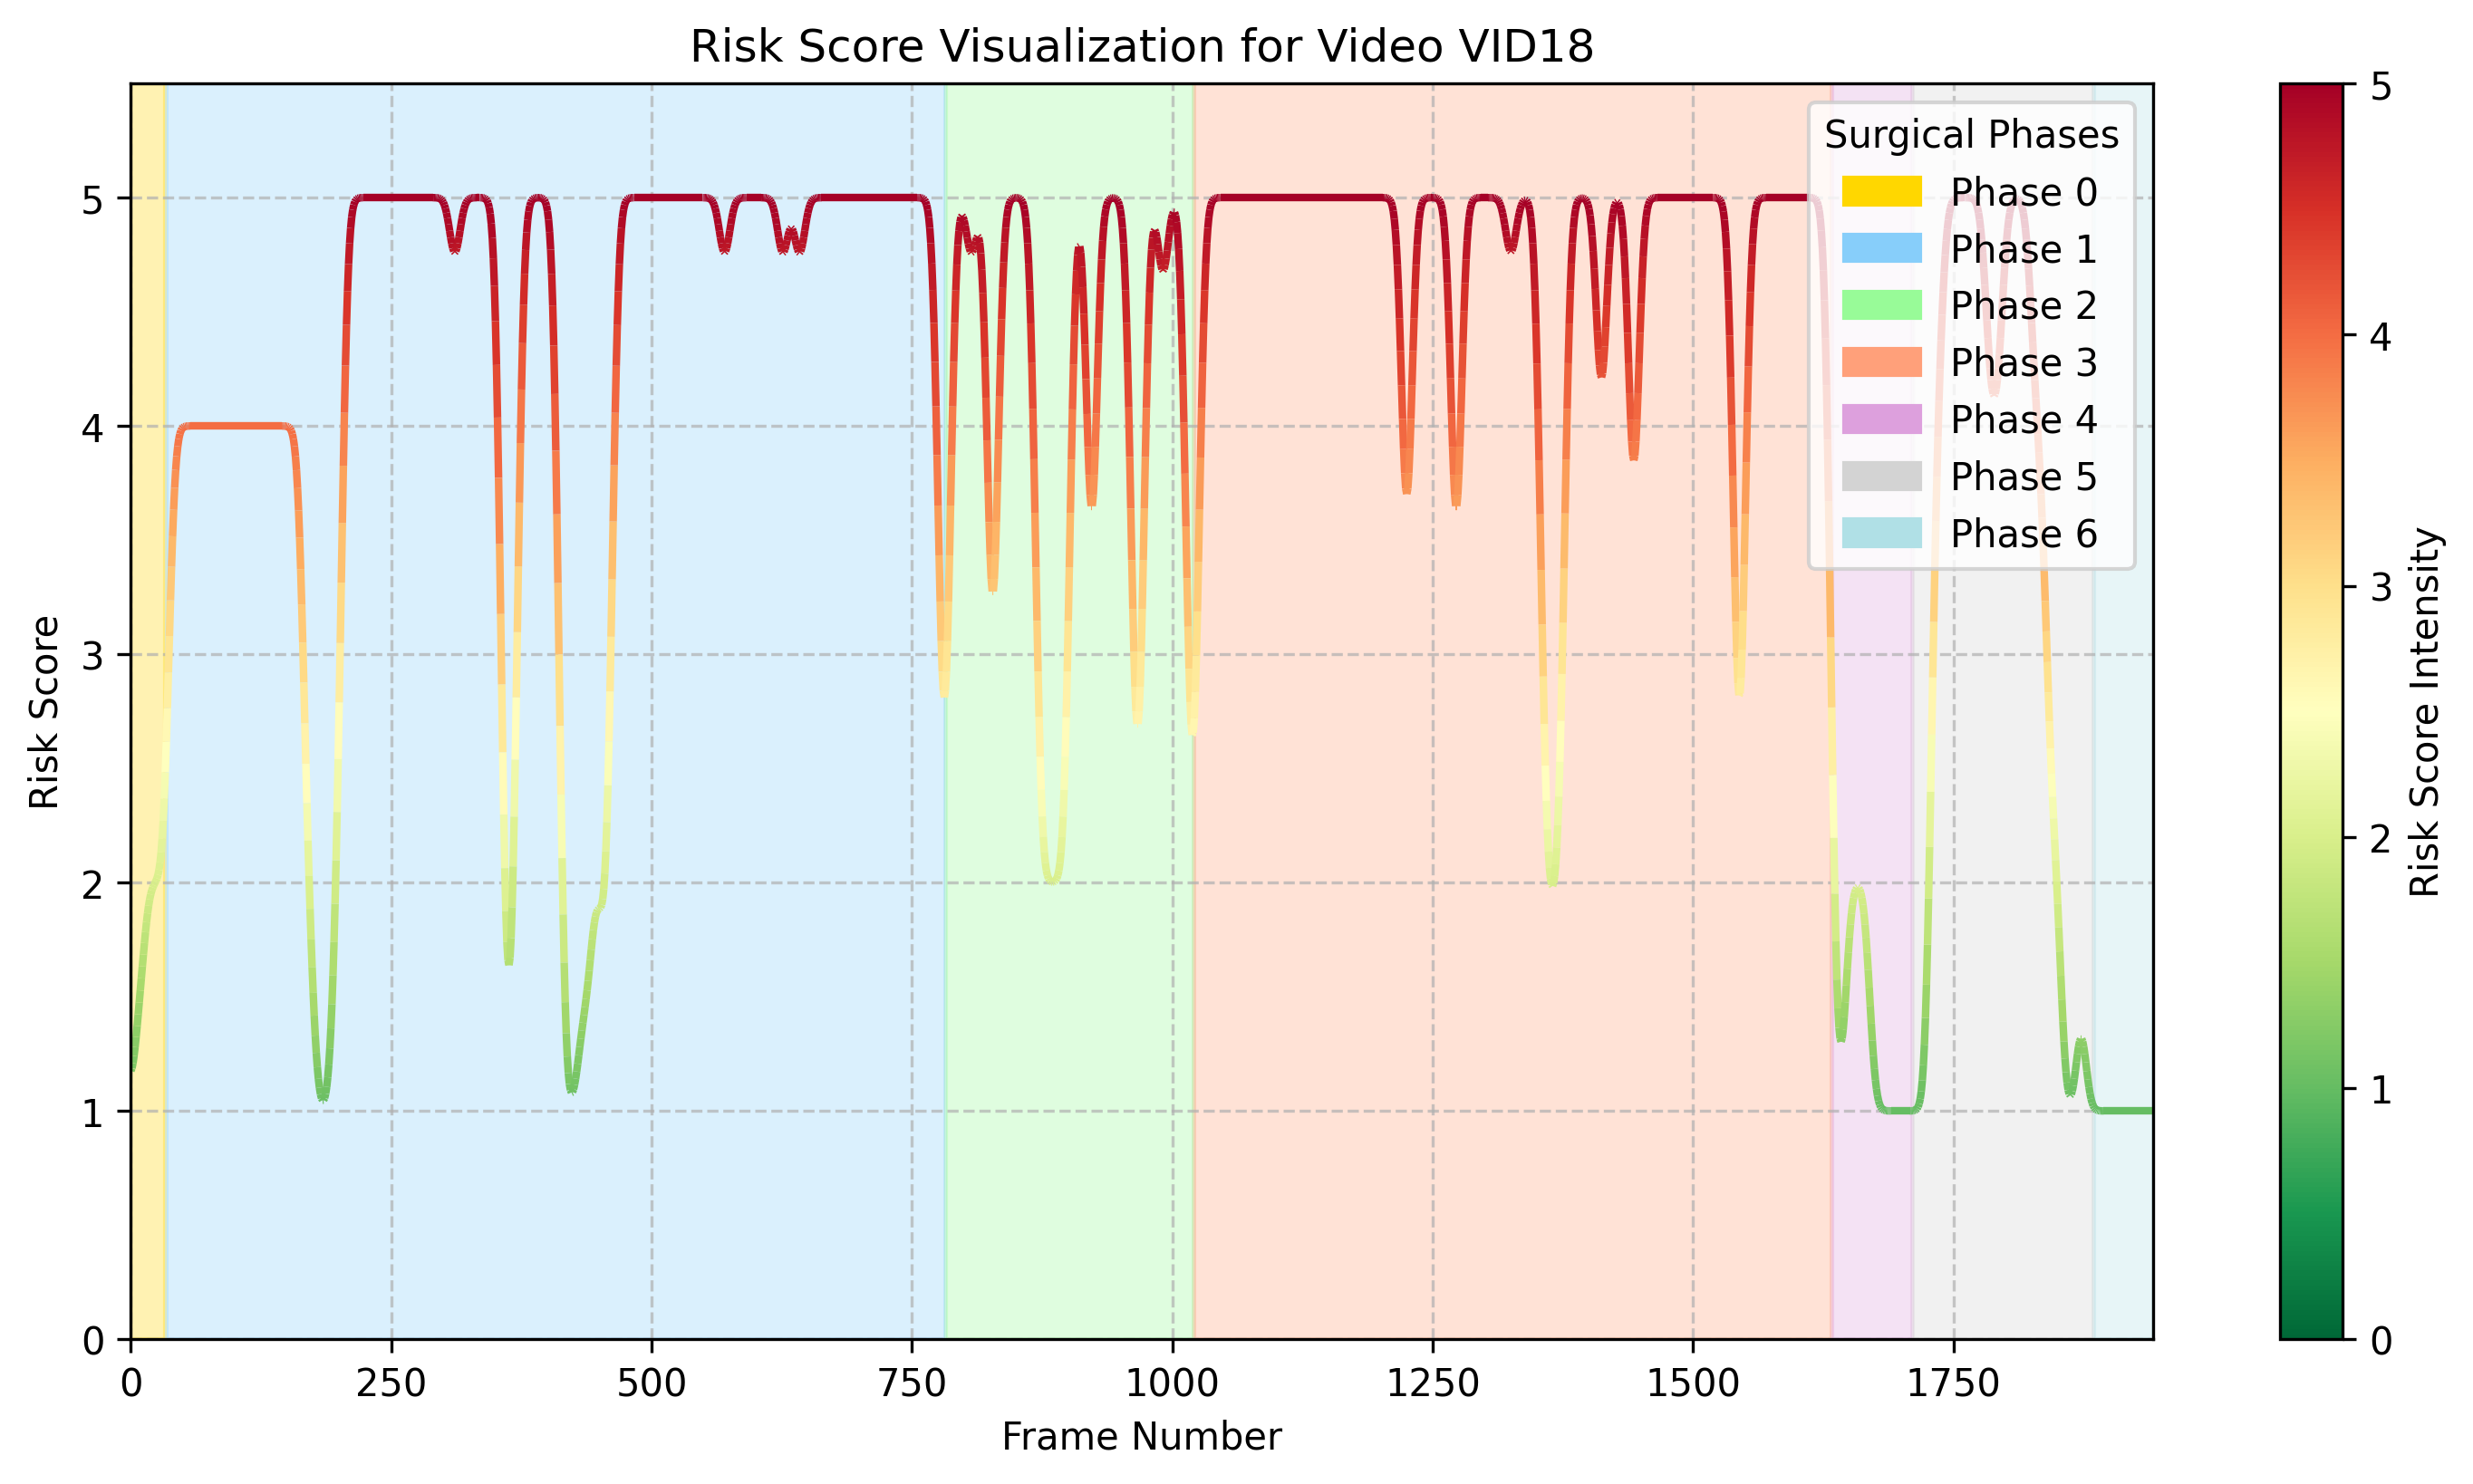 Risk Score Visualization for Video VID18
Risk Score
5
4
3
2
1
0
0 250 500 750 1000 1250 1500 1750
Frame Number
Surgical Phases
Phase 0
Phase 1
Phase 2
Phase 3
Phase 4
Phase 5
Phase 6
5
4
3
2
1
0
Risk Score Intensity